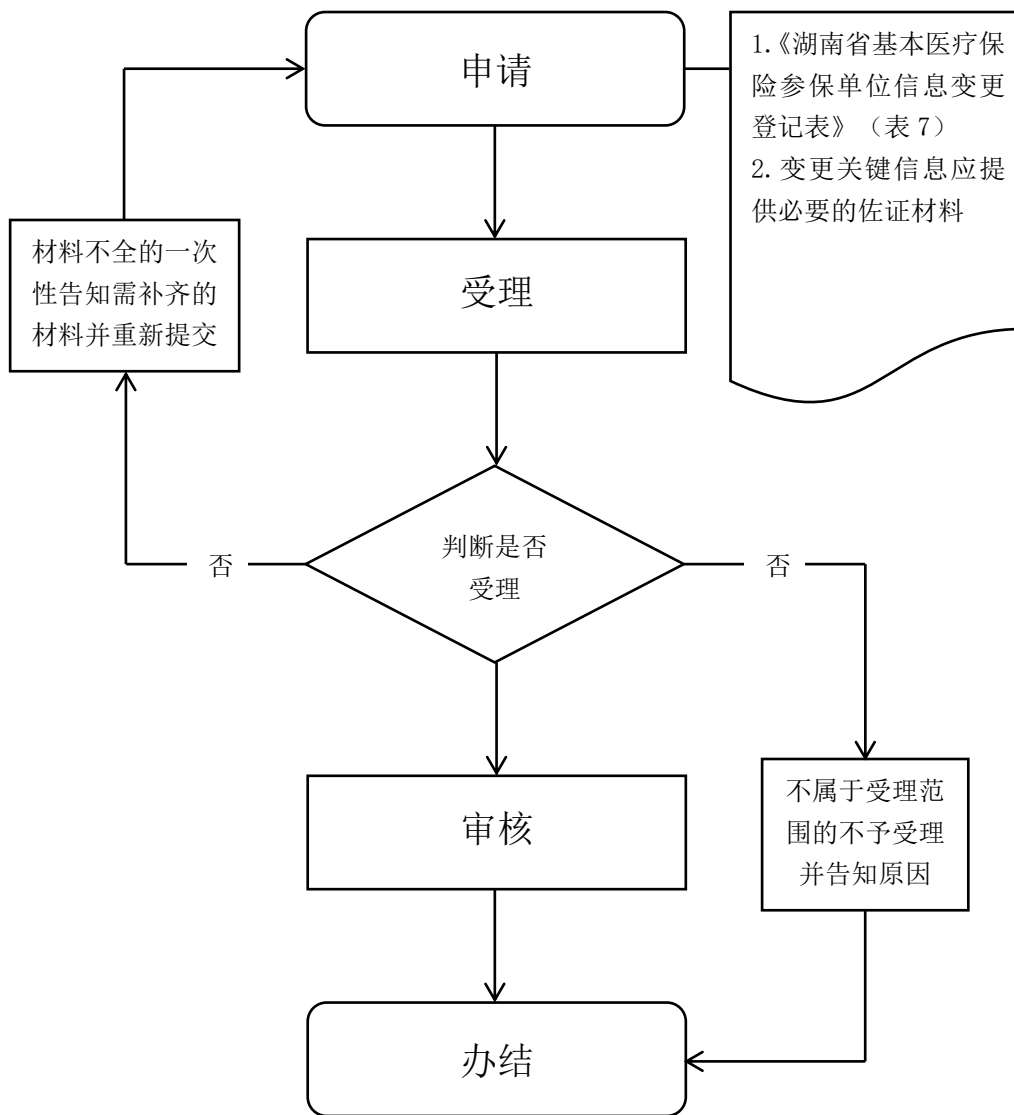 申请
1.《湖南省基本医疗保
险参保单位信息变更
登记表》（表 7）
2. 变更关键信息应提
供必要的佐证材料
材料不全的一次
性告知需补齐的
材料并重新提交
受理
判断是否
受理
否
否
审核
不属于受理范
围的不予受理
并告知原因
办结